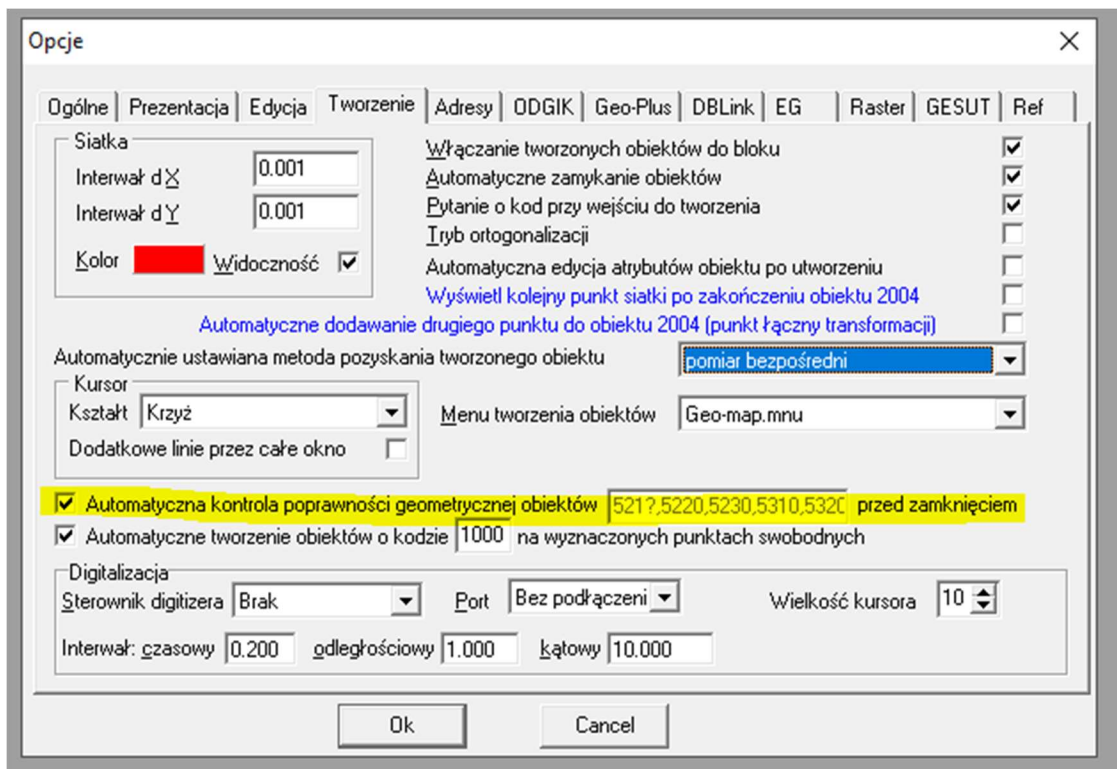 Opcje
Ogólne Prezentacja Edycja Tworzenie Adresy ODGIK Geo-Plus DBLink EG Raster GESUT Ref
Siatka
Interwał d X 0.001
Interwał d Y 0.001
Kolor Widoczność
Włączanie tworzonych obiektów do bloku
Automatyczne zamykanie obiektów
Pytanie o kod przy wejściu do tworzenia
Tryb ortogonalizacji
Automatyczna edycja atrybutów obiektu po utworzeniu
Wyświetl kolejny punkt siatki po zakończeniu obiektu 2004
Automatyczne dodawanie drugiego punktu do obiektu 2004 (punkt łączny transformacji)
Automatycznie ustawiana metoda pozyskania tworzonego obiektu pomiar bezpośredni
Kursor
Kształt Krzyż
Dodatkowe linie przez całe okno
Menu tworzenia obiektów Geo-map.mnu
Automatyczna kontrola poprawności geometrycznej obiektów 521?,5220,5230,5310,5320 przed zamknięciem
Automatyczne tworzenie obiektów o kodzie 1000 na wyznaczonych punktach swobodnych
Digitalizacja
Sterownik digitizera Brak Port Bez podłączeni Wielkość kursora 10
Interwał: czasowy 0.200 odległościowy 1.000 kątowy 10.000
Ok Cancel